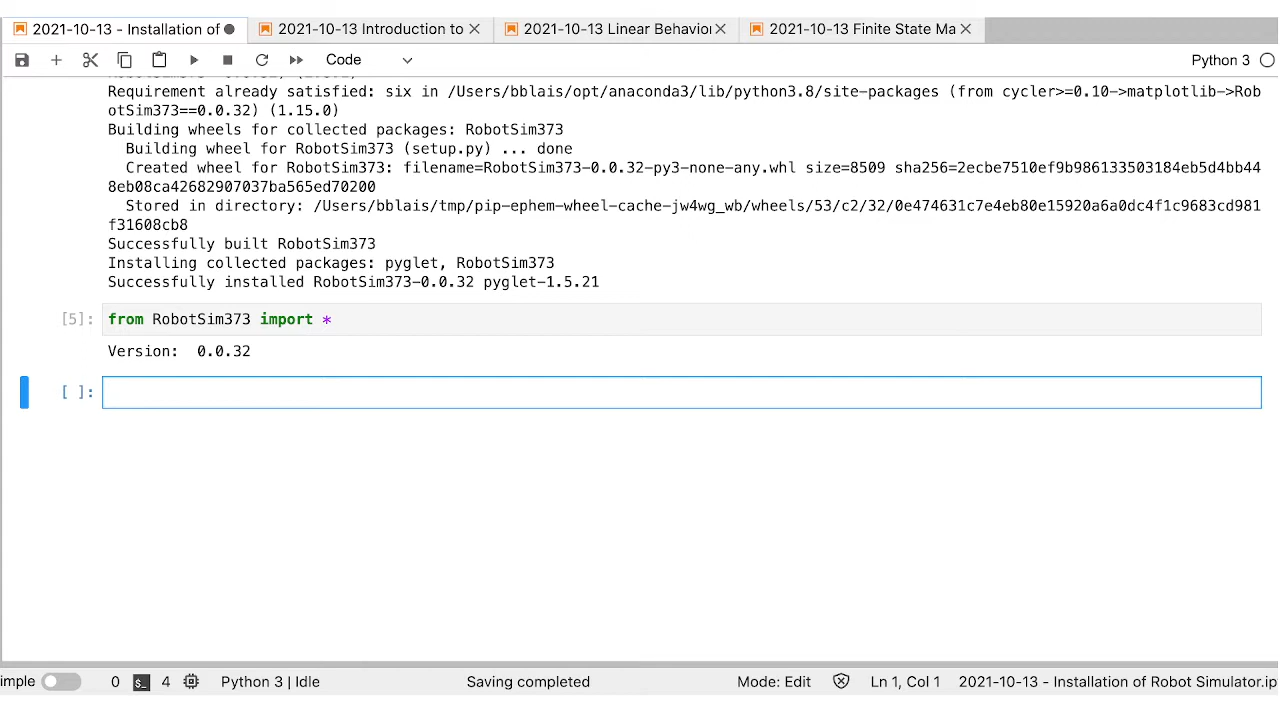 2021-10-13 - Installation of
2021-10-13 Introduction to
2021-10-13 Linear Behavior
2021-10-13 Finite State Ma
Code
Python 3
Requirement already satisfied: six in /Users/bblais/opt/anaconda3/lib/python3.8/site-packages (from cycler>=0.10->matplotlib->Rob
otSim373==0.0.32) (1.15.0)
Building wheels for collected packages: RobotSim373
Building wheel for RobotSim373 (setup.py) ... done
Created wheel for RobotSim373: filename=RobotSim373-0.0.32-py3-none-any.whl size=8509 sha256=2ecbe7510ef9b986133503184eb5d4bb44
8eb08ca42682907037ba565ed70200
Stored in directory: /Users/bblais/tmp/pip-ephem-wheel-cache-jw4wg_wb/wheels/53/c2/32/0e474631c7e4eb80e15920a6a0dc4f1c9683cd981
f31608cb8
Successfully built RobotSim373
Installing collected packages: pyglet, RobotSim373
Successfully installed RobotSim373-0.0.32 pyglet-1.5.21
[5]: from RobotSim373 import *
Version:  0.0.32
[ ]:
imple
0
$_
4
Python 3 | Idle
Saving completed
Mode: Edit
Ln 1, Col 1
2021-10-13 - Installation of Robot Simulator.ip